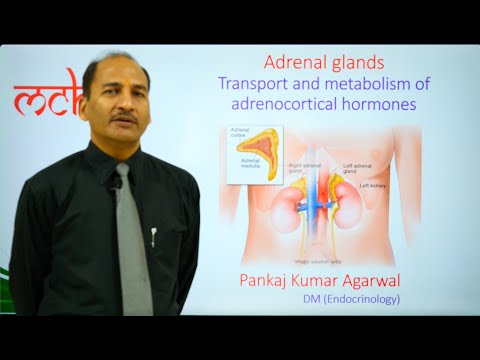 Adrenal glands
Transport and metabolism of
adrenocortical hormones
Adrenal
cortex
Adrenal
medulla
Right adrenal
gland
Left adrenal
gland
Left kidney
Pankaj Kumar Agarwal
DM (Endocrinology)